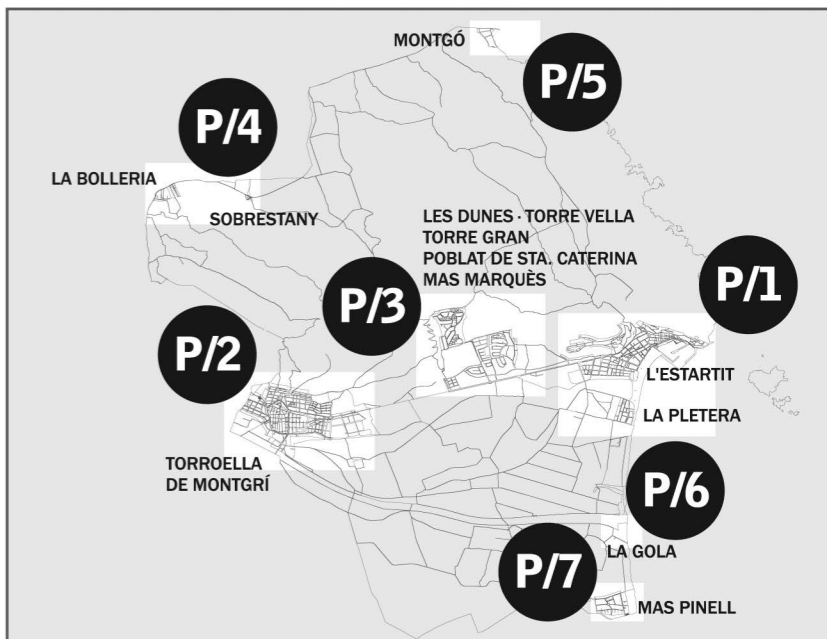 MONTGÓ
P/5
P/4
LA BOLLERIA
SOBRESTANY
LES DUNES · TORRE VELLA
TORRE GRAN
POBLAT DE STA. CATERINA
MAS MARQUÈS
P/1
P/3
P/2
L'ESTARTIT
LA PLETERA
TORROELLA
DE MONTGRÍ
P/6
LA GOLA
P/7
MAS PINELL